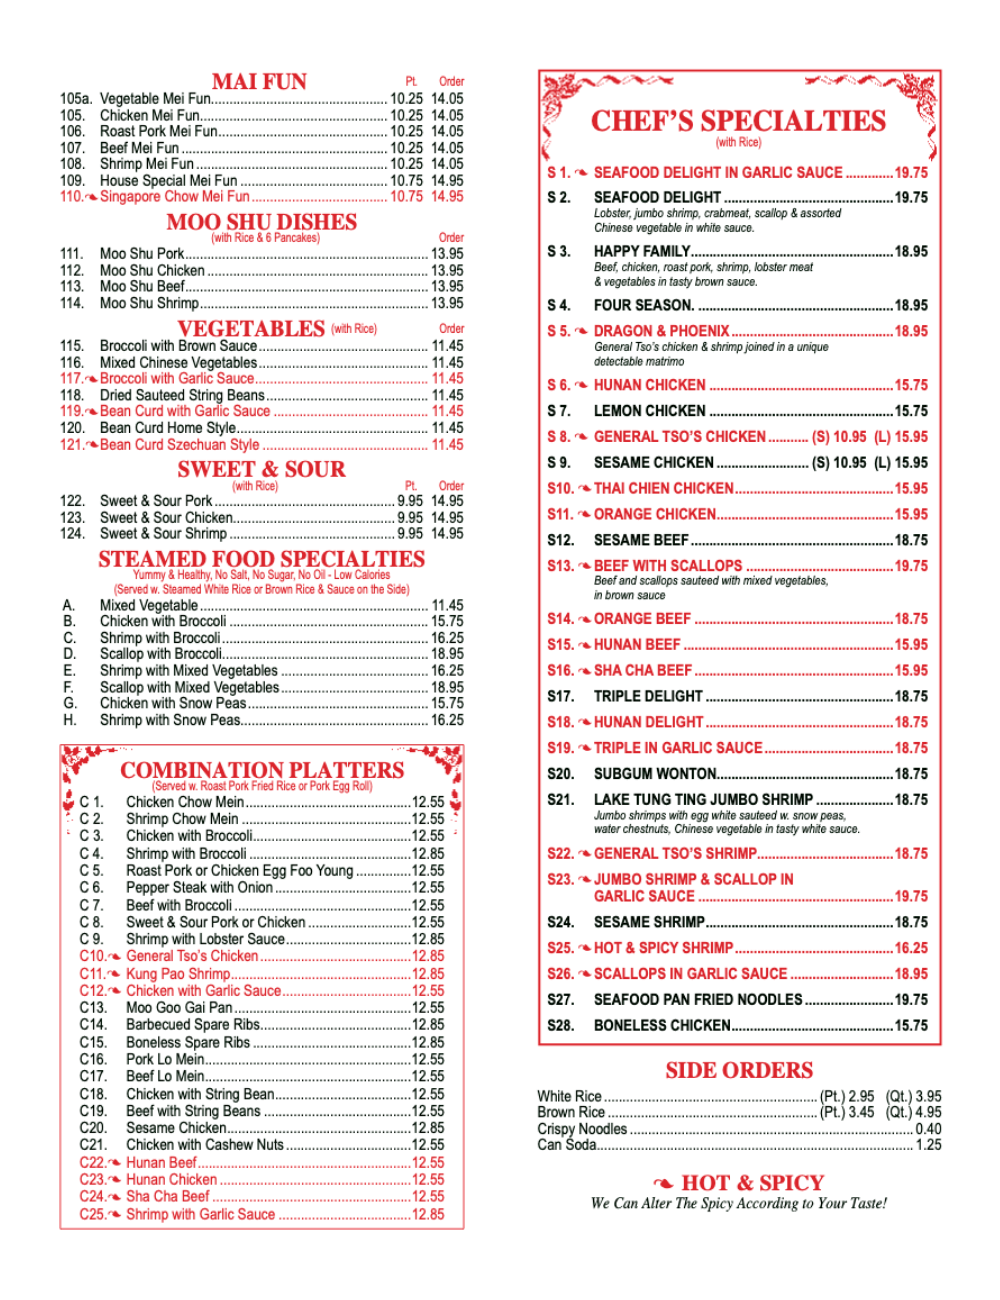 MAI FUN Pt. Order
105a. Vegetable Mei Fun 10.25 14.05
105. Chicken Mei Fun 10.25 14.05
106. Roast Pork Mei Fun 10.25 14.05
107. Beef Mei Fun 10.25 14.05
108. Shrimp Mei Fun 10.25 14.05
109. House Special Mei Fun 10.75 14.95
110. Singapore Chow Mei Fun 10.75 14.95
MOO SHU DISHES
(with Rice & 6 Pancakes) Order
111. Moo Shu Pork 13.95
112. Moo Shu Chicken 13.95
113. Moo Shu Beef 13.95
114. Moo Shu Shrimp 13.95
VEGETABLES (with Rice) Order
115. Broccoli with Brown Sauce 11.45
116. Mixed Chinese Vegetables 11.45
117. Broccoli with Garlic Sauce 11.45
118. Dried Sauteed String Beans 11.45
119. Bean Curd with Garlic Sauce 11.45
120. Bean Curd Home Style 11.45
121. Bean Curd Szechuan Style 11.45
SWEET & SOUR
(with Rice) Pt. Order
122. Sweet & Sour Pork 9.95 14.95
123. Sweet & Sour Chicken 9.95 14.95
124. Sweet & Sour Shrimp 9.95 14.95
STEAMED FOOD SPECIALTIES
Yummy & Healthy, No Salt, No Sugar, No Oil - Low Calories
(Served w. Steamed White Rice or Brown Rice & Sauce on the Side)
A. Mixed Vegetable 11.45
B. Chicken with Broccoli 15.75
C. Shrimp with Broccoli 16.25
D. Scallop with Broccoli 18.95
E. Shrimp with Mixed Vegetables 16.25
F. Scallop with Mixed Vegetables 18.95
G. Chicken with Snow Peas 15.75
H. Shrimp with Snow Peas 16.25
COMBINATION PLATTERS
(Served w. Roast Pork Fried Rice or Pork Egg Roll)
C 1. Chicken Chow Mein 12.55
C 2. Shrimp Chow Mein 12.55
C 3. Chicken with Broccoli 12.55
C 4. Shrimp with Broccoli 12.85
C 5. Roast Pork or Chicken Egg Foo Young 12.55
C 6. Pepper Steak with Onion 12.55
C 7. Beef with Broccoli 12.55
C 8. Sweet & Sour Pork or Chicken 12.55
C 9. Shrimp with Lobster Sauce 12.85
C10. General Tso's Chicken 12.85
C11. Kung Pao Shrimp 12.85
C12. Chicken with Garlic Sauce 12.55
C13. Moo Goo Gai Pan 12.55
C14. Barbecued Spare Ribs 12.85
C15. Boneless Spare Ribs 12.85
C16. Pork Lo Mein 12.55
C17. Beef Lo Mein 12.55
C18. Chicken with String Bean 12.55
C19. Beef with String Beans 12.55
C20. Sesame Chicken 12.85
C21. Chicken with Cashew Nuts 12.55
C22. Hunan Beef 12.55
C23. Hunan Chicken 12.55
C24. Sha Cha Beef 12.55
C25. Shrimp with Garlic Sauce 12.85
CHEF'S SPECIALTIES
(with Rice)
S 1. SEAFOOD DELIGHT IN GARLIC SAUCE 19.75
S 2. SEAFOOD DELIGHT 19.75
Lobster, jumbo shrimp, crabmeat, scallop & assorted
Chinese vegetable in white sauce.
S 3. HAPPY FAMILY 18.95
Beef, chicken, roast pork, shrimp, lobster meat
& vegetables in tasty brown sauce.
S 4. FOUR SEASON. 18.95
S 5. DRAGON & PHOENIX 18.95
General Tso's chicken & shrimp joined in a unique
detectable matrimo
S 6. HUNAN CHICKEN 15.75
S 7. LEMON CHICKEN 15.75
S 8. GENERAL TSO'S CHICKEN (S) 10.95 (L) 15.95
S 9. SESAME CHICKEN (S) 10.95 (L) 15.95
S10. THAI CHIEN CHICKEN 15.95
S11. ORANGE CHICKEN 15.95
S12. SESAME BEEF 18.75
S13. BEEF WITH SCALLOPS 19.75
Beef and scallops sauteed with mixed vegetables,
in brown sauce
S14. ORANGE BEEF 18.75
S15. HUNAN BEEF 15.95
S16. SHA CHA BEEF 15.95
S17. TRIPLE DELIGHT 18.75
S18. HUNAN DELIGHT 18.75
S19. TRIPLE IN GARLIC SAUCE 18.75
S20. SUBGUM WONTON 18.75
S21. LAKE TUNG TING JUMBO SHRIMP 18.75
Jumbo shrimps with egg white sauteed w. snow peas,
water chestnuts, Chinese vegetable in tasty white sauce.
S22. GENERAL TSO'S SHRIMP 18.75
S23. JUMBO SHRIMP & SCALLOP IN
GARLIC SAUCE 19.75
S24. SESAME SHRIMP 18.75
S25. HOT & SPICY SHRIMP 16.25
S26. SCALLOPS IN GARLIC SAUCE 18.95
S27. SEAFOOD PAN FRIED NOODLES 19.75
S28. BONELESS CHICKEN 15.75
SIDE ORDERS
White Rice (Pt.) 2.95 (Qt.) 3.95
Brown Rice (Pt.) 3.45 (Qt.) 4.95
Crispy Noodles 0.40
Can Soda 1.25
HOT & SPICY
We Can Alter The Spicy According to Your Taste!